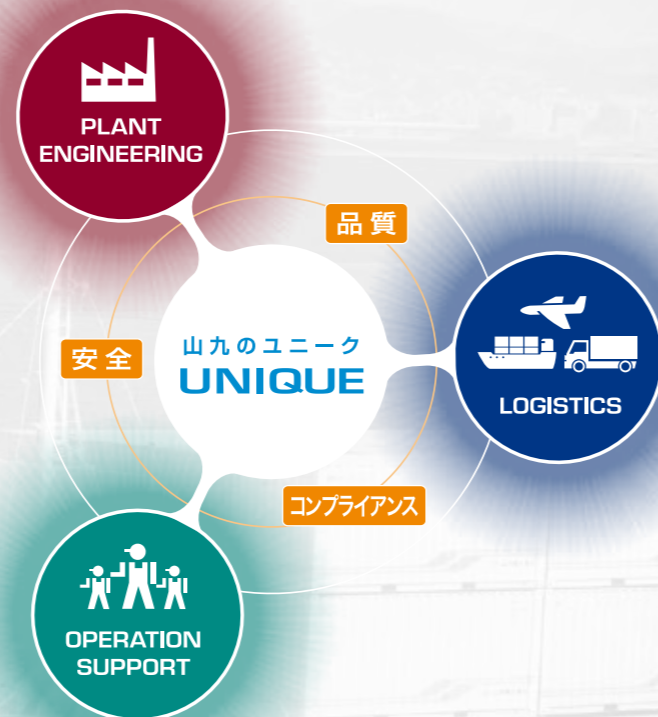 PLANT
ENGINEERING
品質
安全
山九のユニーク
UNIQUE
LOGISTICS
コンプライアンス
OPERATION
SUPPORT